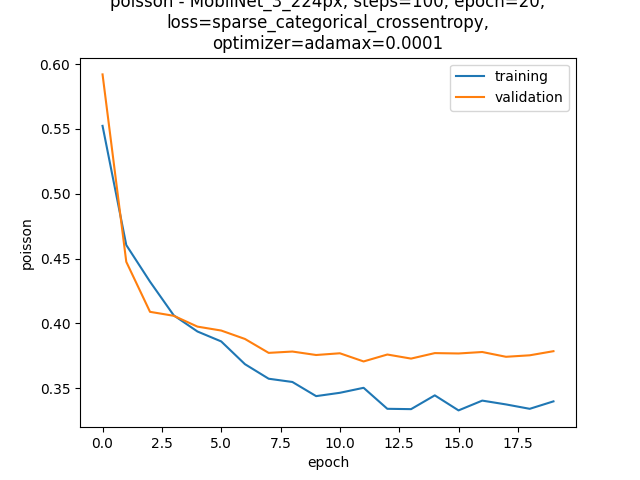 poisson - MobilNet_3_224px, steps=100, epoch=20,
loss=sparse_categorical_crossentropy,
optimizer=adamax=0.0001
training
validation
0.60
0.55
0.50
0.45
0.40
0.35
poisson
0.0 2.5 5.0 7.5 10.0 12.5 15.0 17.5
epoch